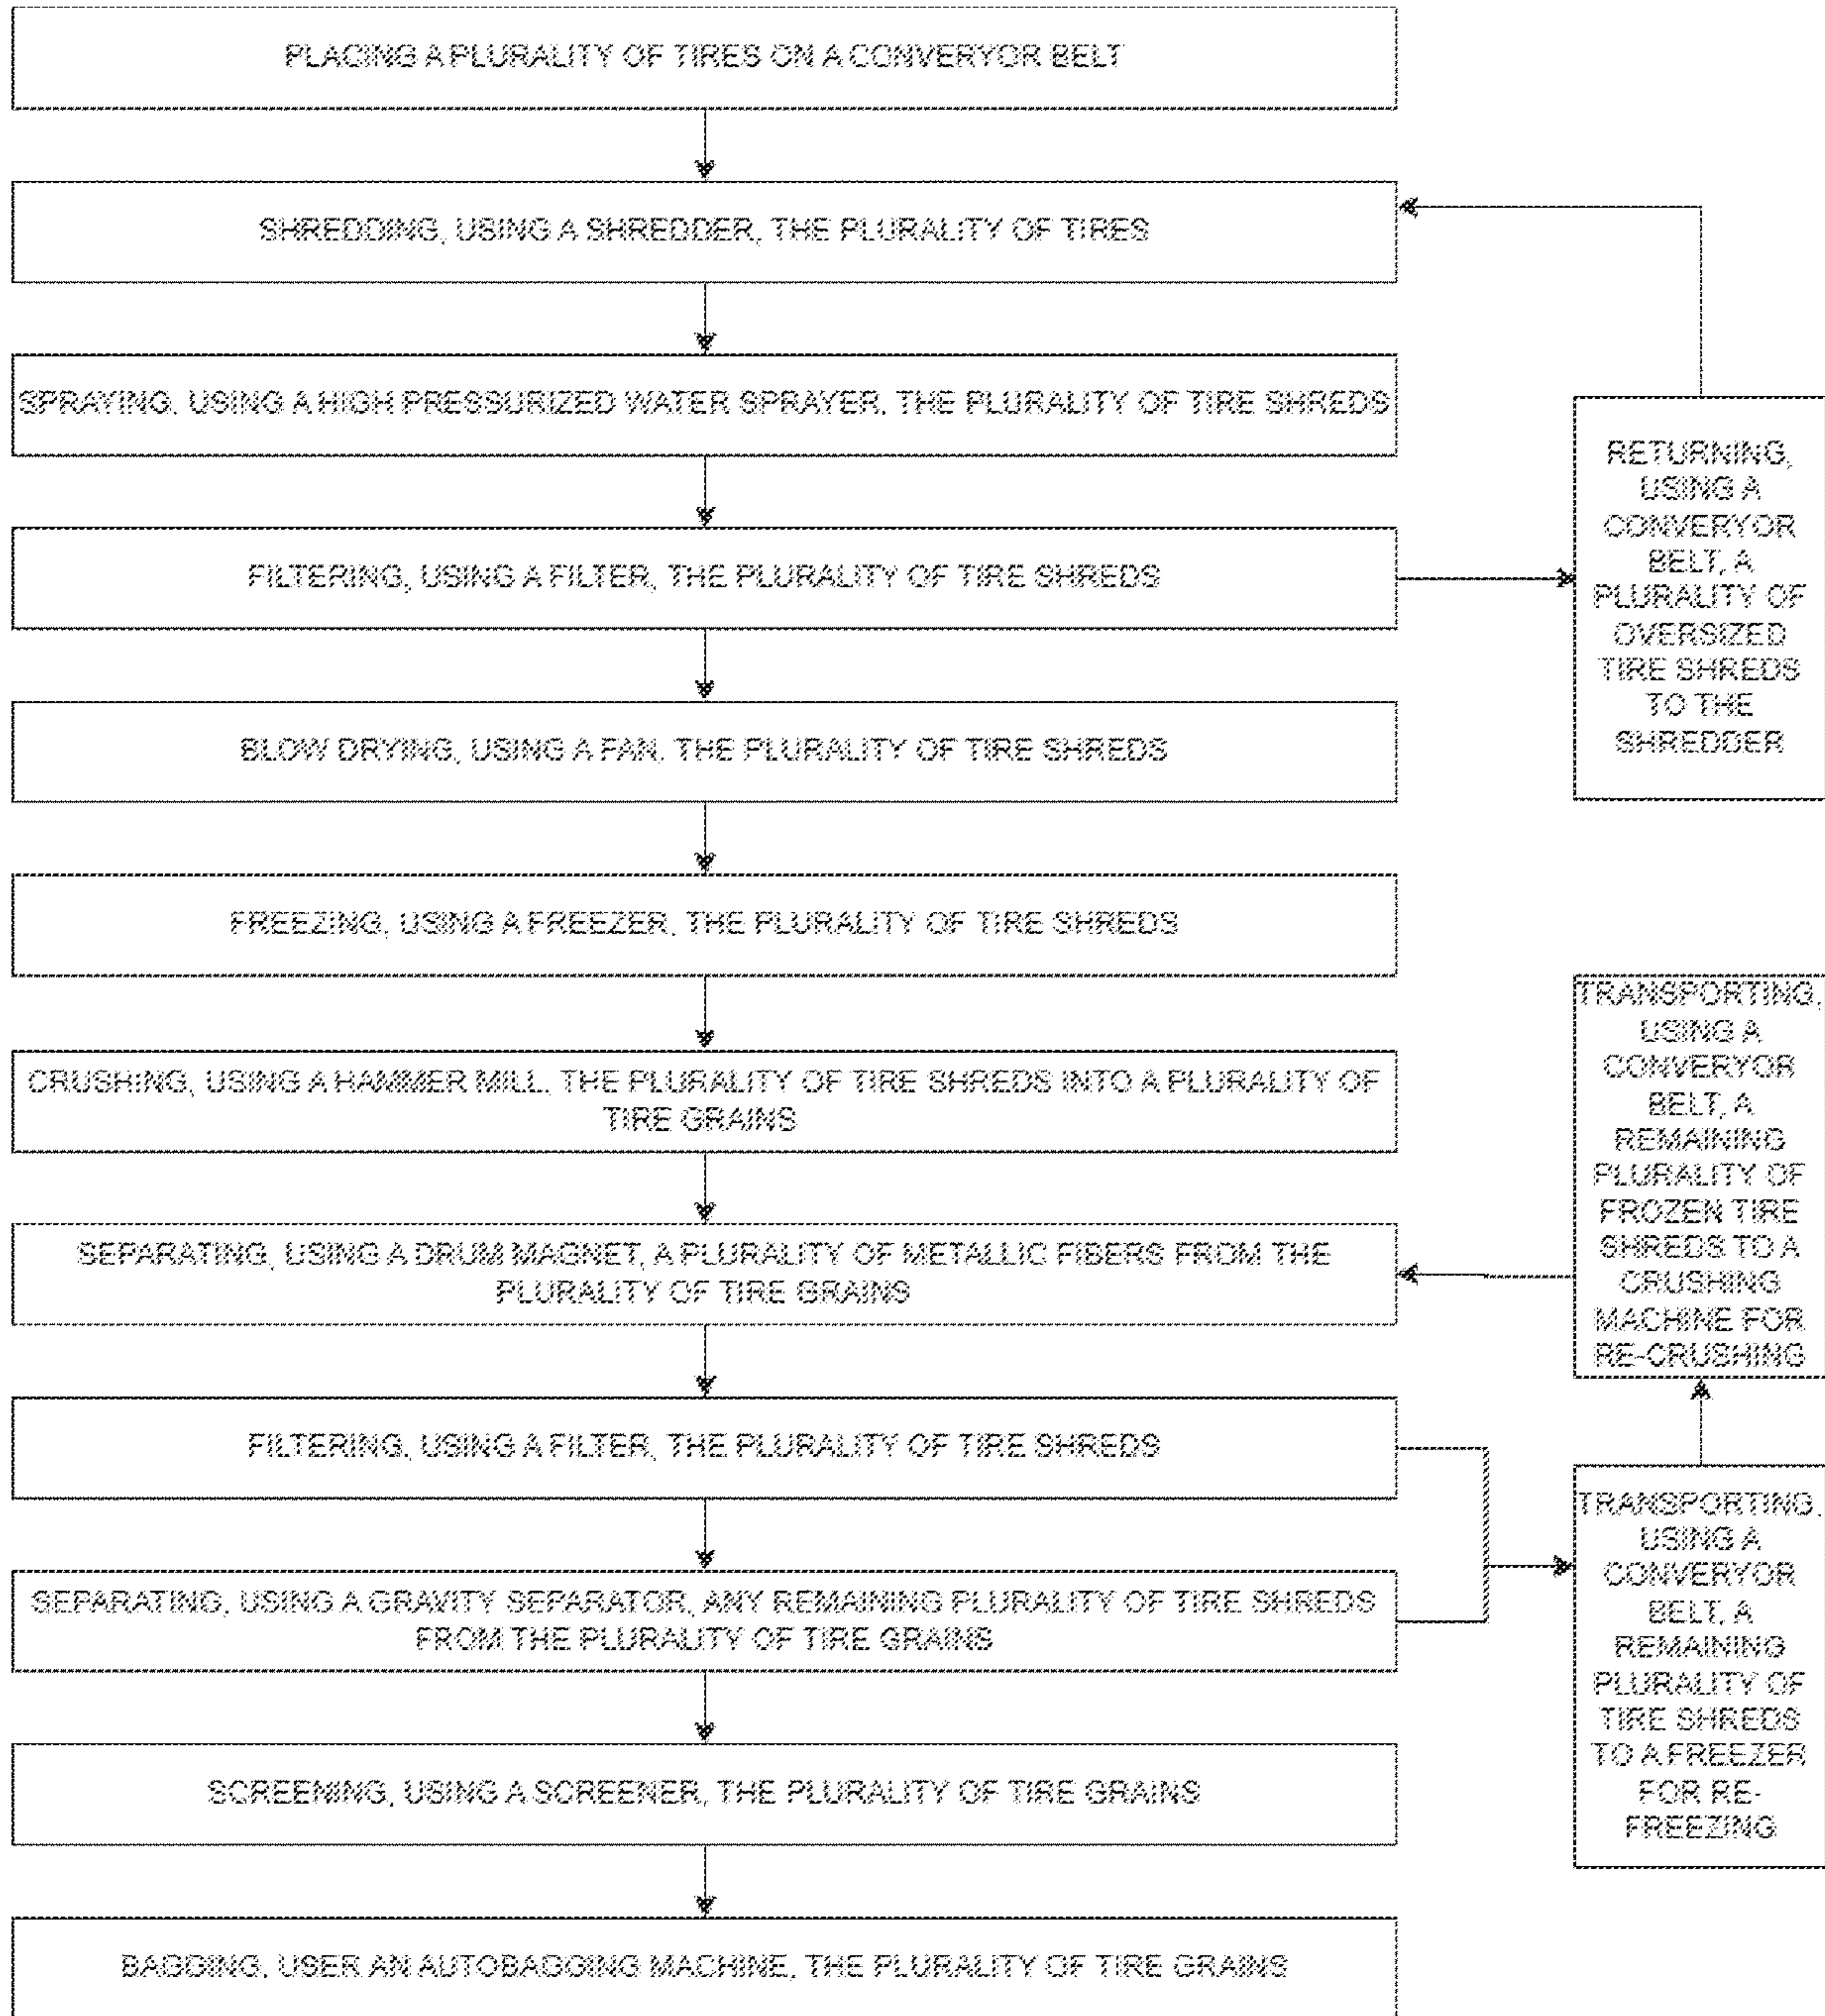 PLACING A PLURALITY OF TIRES ON A CONVERYOR BELT
SHREDDING, USING A SHREDDER, THE PLURALITY OF TIRES
SPRAYING, USING A HIGH PRESSURIZED WATER SPRAYER, THE PLURALITY OF TIRE SHREDS
FILTERING, USING A FILTER, THE PLURALITY OF TIRE SHREDS
RETURNING,
USING A
CONVERYOR
BELT, A
PLURALITY OF
OVERSIZED
TIRE SHREDS
TO THE
SHREDDER
BLOW DRYING, USING A FAN, THE PLURALITY OF TIRE SHREDS
FREEZING, USING A FREEZER, THE PLURALITY OF TIRE SHREDS
CRUSHING, USING A HAMMER MILL, THE PLURALITY OF TIRE SHREDS INTO A PLURALITY OF
TIRE GRAINS
SEPARATING, USING A DRUM MAGNET, A PLURALITY OF METALLIC FIBERS FROM THE
PLURALITY OF TIRE GRAINS
TRANSPORTING,
USING A
CONVERYOR
BELT, A
REMAINING
PLURALITY OF
FROZEN TIRE
SHREDS TO A
CRUSHING
MACHINE FOR
RE-CRUSHING
FILTERING, USING A FILTER, THE PLURALITY OF TIRE SHREDS
SEPARATING, USING A GRAVITY SEPARATOR, ANY REMAINING PLURALITY OF TIRE SHREDS
FROM THE PLURALITY OF TIRE GRAINS
TRANSPORTING,
USING A
CONVERYOR
BELT, A
REMAINING
PLURALITY OF
TIRE SHREDS
TO A FREEZER
FOR RE-
FREEZING
SCREENING, USING A SCREENER, THE PLURALITY OF TIRE GRAINS
BAGGING, USER AN AUTOBAGGING MACHINE, THE PLURALITY OF TIRE GRAINS